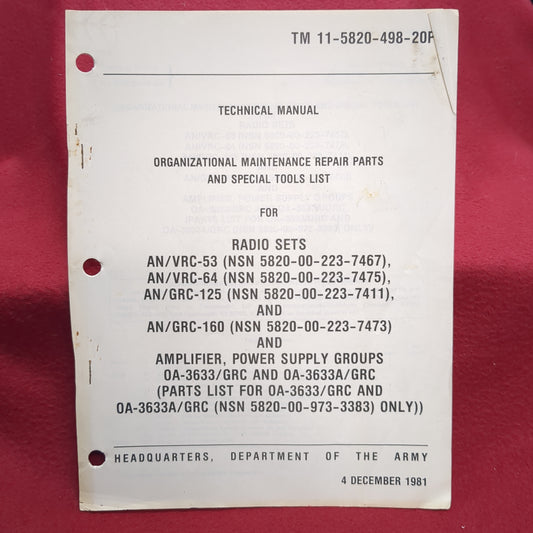 TM 11-5820-498-20P
TECHNICAL MANUAL
ORGANIZATIONAL MAINTENANCE REPAIR PARTS
AND SPECIAL TOOLS LIST
FOR
RADIO SETS
AN/VRC-53 (NSN 5820-00-223-7467),
AN/VRC-64 (NSN 5820-00-223-7475),
AN/GRC-125 (NSN 5820-00-223-7411),
AND
AN/GRC-160 (NSN 5820-00-223-7473)
AND
AMPLIFIER, POWER SUPPLY GROUPS
OA-3633/GRC AND OA-3633A/GRC
(PARTS LIST FOR OA-3633/GRC AND
OA-3633A/GRC (NSN 5820-00-973-3383) ONLY))
HEADQUARTERS, DEPARTMENT OF THE ARMY
4 DECEMBER 1981